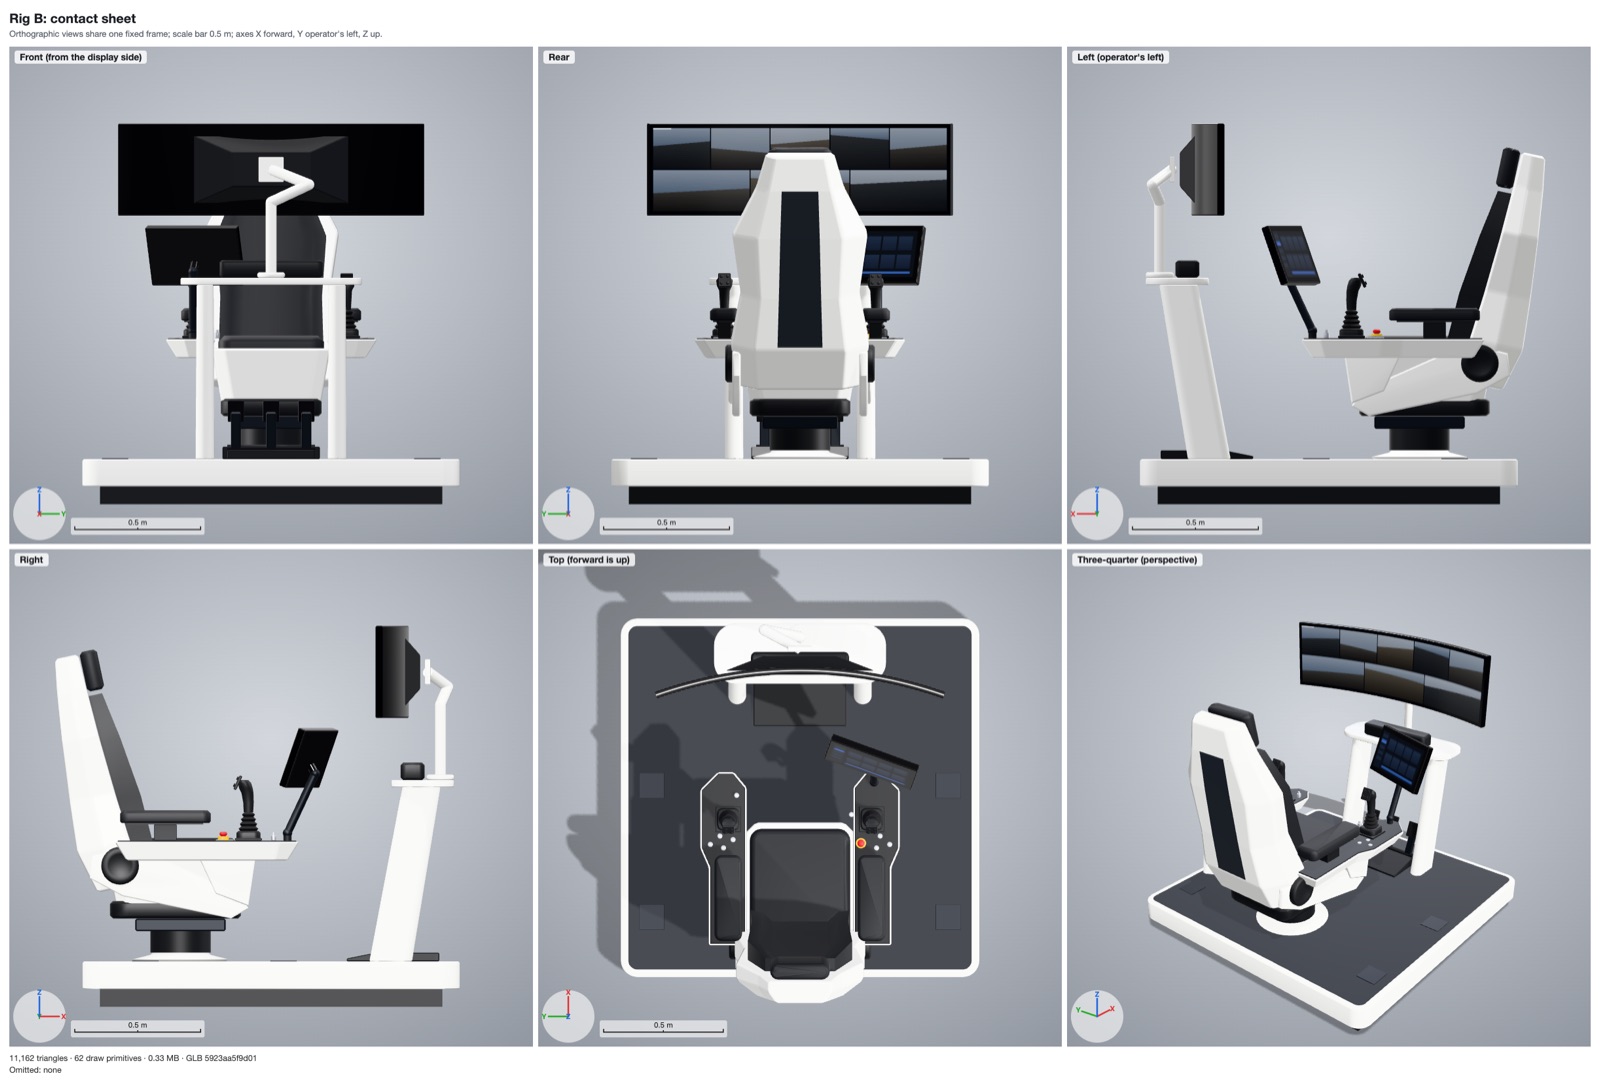 Rig B: contact sheet
Orthographic views share one fixed frame; scale bar 0.5 m; axes X forward, Y operator's left, Z up.
Front (from the display side)
Rear
Left (operator's left)
Z
X
Y
0.5 m
Z
Y
X
0.5 m
Z
X
Y
0.5 m
Right
Top (forward is up)
Three-quarter (perspective)
Z
Y
X
0.5 m
X
Y
Z
0.5 m
Z
Y
X
11,162 triangles · 62 draw primitives · 0.33 MB · GLB 5923aa5f9d01
Omitted: none